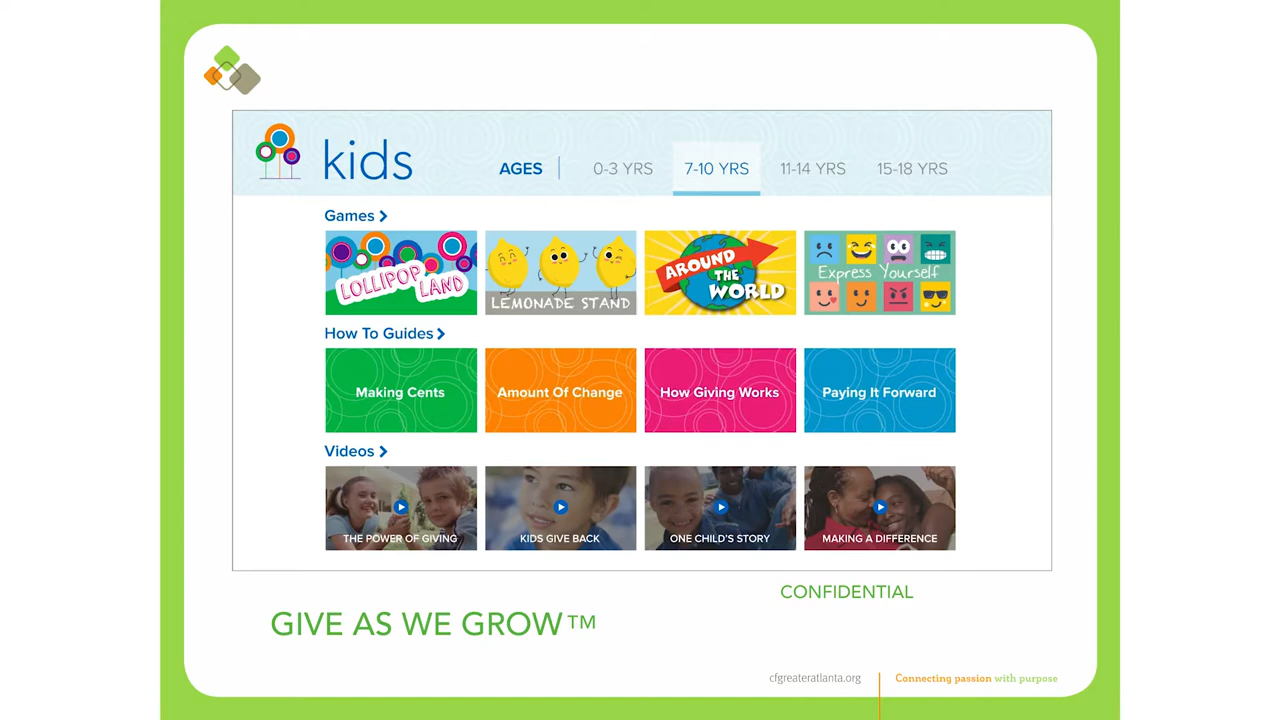 kids
AGES 0-3 YRS 7-10 YRS 11-14 YRS 15-18 YRS
Games
LOLLIPOP LAND
LEMONADE STAND
AROUND THE WORLD
Express Yourself
How To Guides
Making Cents
Amount Of Change
How Giving Works
Paying It Forward
Videos
THE POWER OF GIVING
KIDS GIVE BACK
ONE CHILD'S STORY
MAKING A DIFFERENCE
CONFIDENTIAL
GIVE AS WE GROW™
cfgreateratlanta.org
Connecting passion with purpose